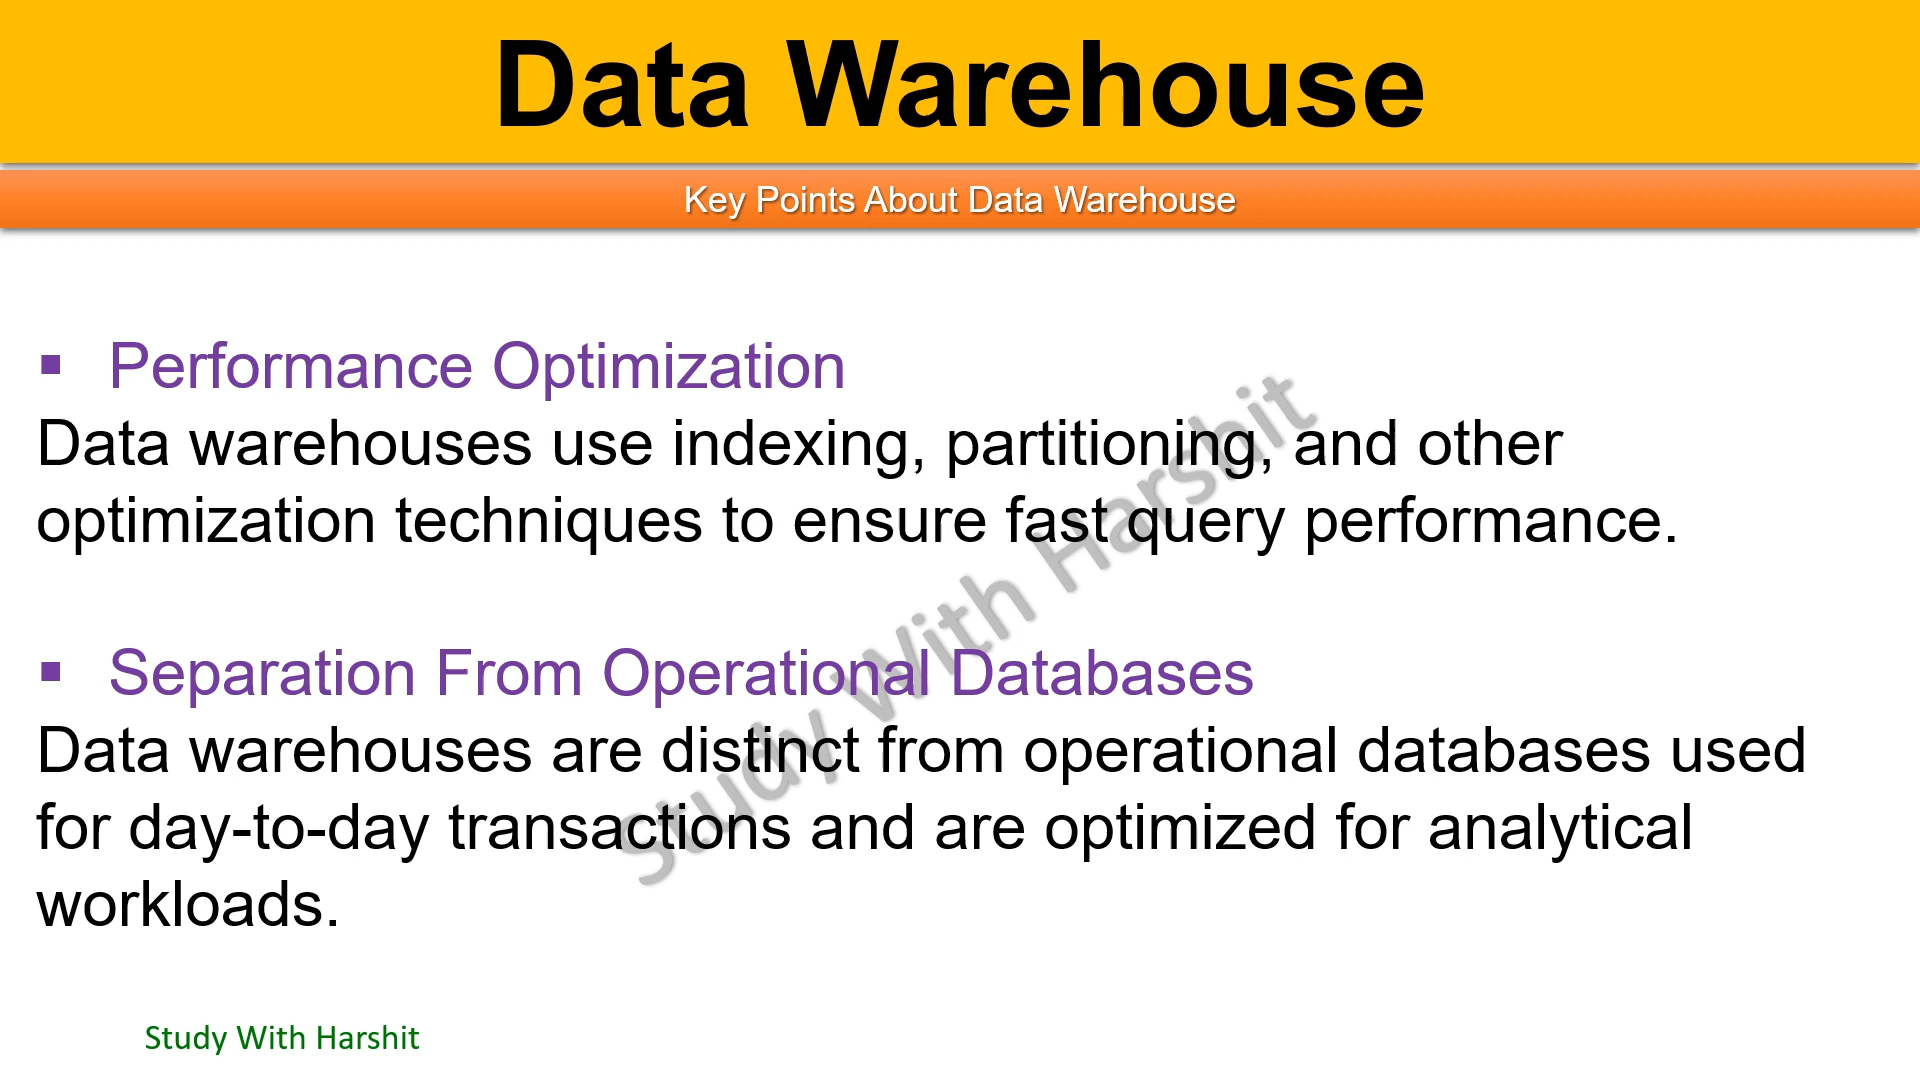 Data Warehouse
Key Points About Data Warehouse
▪ Performance Optimization
Data warehouses use indexing, partitioning, and other
optimization techniques to ensure fast query performance.
▪ Separation From Operational Databases
Data warehouses are distinct from operational databases used
for day-to-day transactions and are optimized for analytical
workloads.
Study With Harshit
Study With Harshit